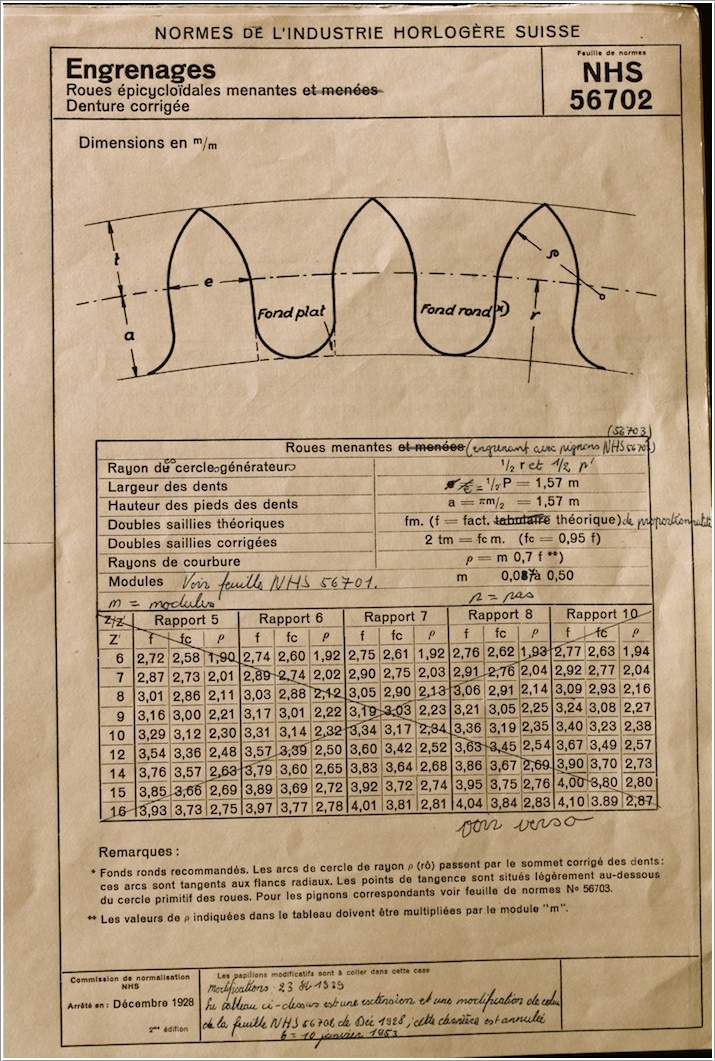 NORMES DE L'INDUSTRIE HORLOGÈRE SUISSE
Engrenages
Roues épicycloïdales menantes et menées
Denture corrigée
Feuille de normes
NHS
56702
Dimensions en m/m
t
e
a
Fond plat
Fond rond *)
ρ
r
(56703)
Roues menantes et menées (engrenant avec pignons NHS 56703)
Rayon des cercles générateurs ½ r et ½ r'
Largeur des dents = ½ P = 1,57 m
Hauteur des pieds des dents a = πm/2 = 1,57 m
Doubles saillies théoriques fm. (f = fact. tabulaire théorique) de proportionnalité
Doubles saillies corrigées 2 tm = fc m. (fc = 0,95 f)
Rayons de courbure ρ = m 0,7 f **)
Modules Voir feuille NHS 56701. m 0,087à 0,50
m = modules p = pas
Z/Z' Rapport 5 Rapport 6 Rapport 7 Rapport 8 Rapport 10
Z' f fc ρ f fc ρ f fc ρ f fc ρ f fc ρ
6 2,72 2,58 1,90 2,74 2,60 1,92 2,75 2,61 1,92 2,76 2,62 1,93 2,77 2,63 1,94
7 2,87 2,73 2,01 2,89 2,74 2,02 2,90 2,75 2,03 2,91 2,76 2,04 2,92 2,77 2,04
8 3,01 2,86 2,11 3,03 2,88 2,12 3,05 2,90 2,13 3,06 2,91 2,14 3,09 2,93 2,16
9 3,16 3,00 2,21 3,17 3,01 2,22 3,19 3,03 2,23 3,21 3,05 2,25 3,24 3,08 2,27
10 3,29 3,12 2,30 3,31 3,14 2,32 3,34 3,17 2,34 3,36 3,19 2,35 3,40 3,23 2,38
12 3,54 3,36 2,48 3,57 3,39 2,50 3,60 3,42 2,52 3,63 3,45 2,54 3,67 3,49 2,57
14 3,76 3,57 2,63 3,79 3,60 2,65 3,83 3,64 2,68 3,86 3,67 2,69 3,90 3,70 2,73
15 3,85 3,66 2,69 3,89 3,69 2,72 3,92 3,72 2,74 3,95 3,75 2,76 4,00 3,80 2,80
16 3,93 3,73 2,75 3,97 3,77 2,78 4,01 3,81 2,81 4,04 3,84 2,83 4,10 3.89 2,87
voir verso
Remarques :
* Fonds ronds recommandés. Les arcs de cercle de rayon ρ (rô) passent par le sommet corrigé des dents:
ces arcs sont tangents aux flancs radiaux. Les points de tangence sont situés légèrement au-dessous
du cercle primitif des roues. Pour les pignons correspondants voir feuille de normes Nº 56703.
** Les valeurs de ρ indiquées dans le tableau doivent être multipliées par le module "m".
Commission de normalisation
NHS
Arrêté en : Décembre 1928
2me édition
Les papillons modificatifs sont à coller dans cette case
modifications 23
Le tableau ci-dessus est une extension et une modification de celui
de la feuille NHS 56702 de Déc 1928, cette dernière est annulée
10 janvier 1953